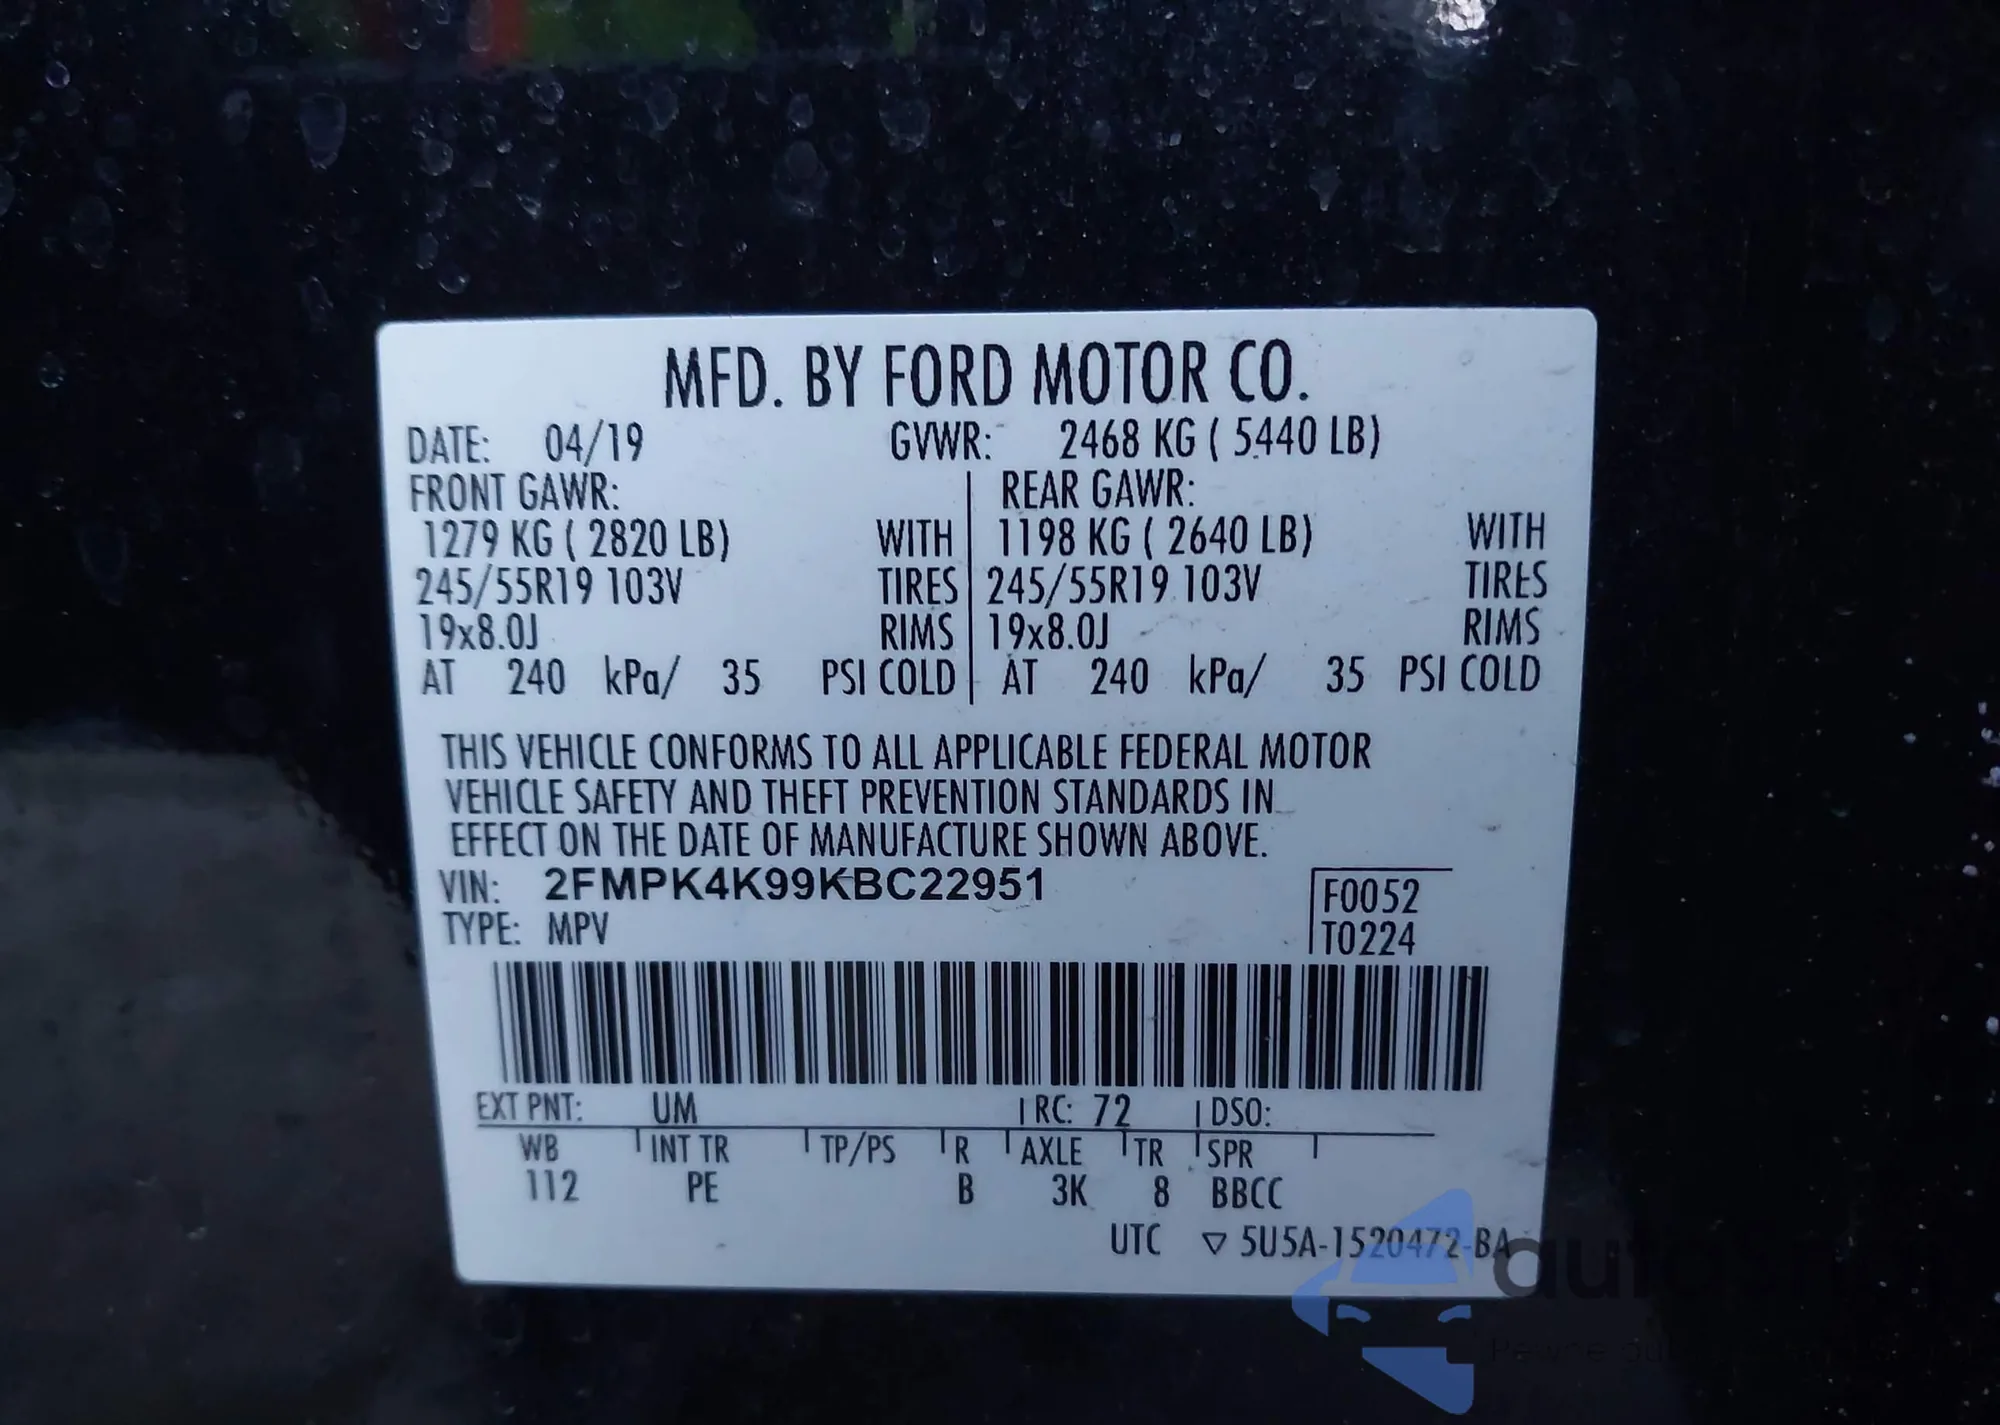 MFD. BY FORD MOTOR CO.
DATE: 04/19 GVWR: 2468 KG ( 5440 LB)
FRONT GAWR: REAR GAWR:
1279 KG ( 2820 LB) WITH 1198 KG ( 2640 LB) WITH
245/55R19 103V TIRES 245/55R19 103V TIRES
19x8.0J RIMS 19x8.0J RIMS
AT 240 kPa/ 35 PSI COLD AT 240 kPa/ 35 PSI COLD
THIS VEHICLE CONFORMS TO ALL APPLICABLE FEDERAL MOTOR
VEHICLE SAFETY AND THEFT PREVENTION STANDARDS IN
EFFECT ON THE DATE OF MANUFACTURE SHOWN ABOVE.
VIN: 2FMPK4K99KBC22951 F0052
TYPE: MPV T0224
EXT PNT: UM RC: 72 DSO:
WB INT TR TP/PS R AXLE TR SPR
112 PE B 3K 8 BBCC
UTC ▽ 5U5A-1520472-BA